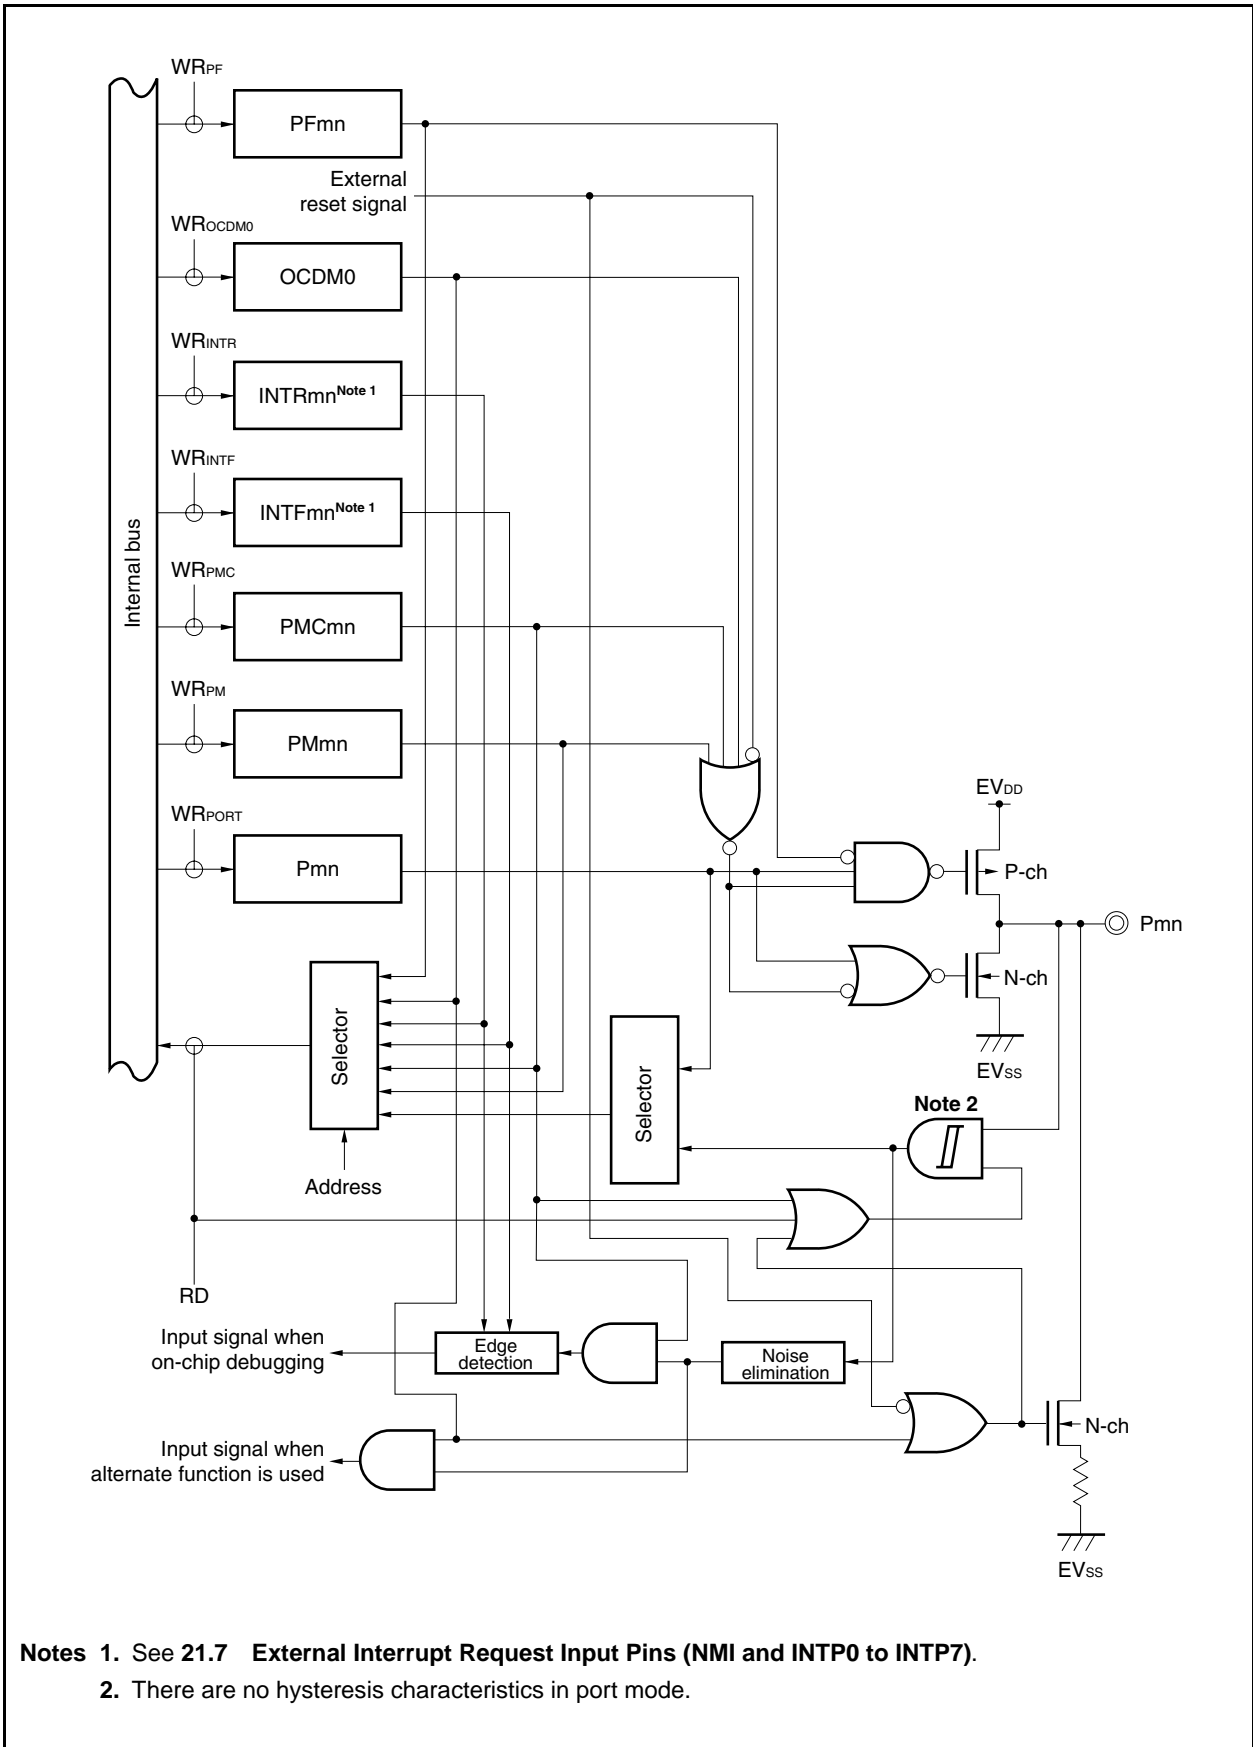 WRPF
PFmn
External
reset signal
WROCDM0
OCDM0
WRINTR
INTRmnNote 1
WRINTF
INTFmnNote 1
Internal bus
WRPMC
PMCmn
WRPM
PMmn
EVDD
WRPORT
Pmn
P-ch
Pmn
N-ch
EVSS
Selector
Selector
Note 2
Address
RD
Input signal when
on-chip debugging
Edge
detection
Noise
elimination
N-ch
Input signal when
alternate function is used
EVSS
Notes 1. See 21.7 External Interrupt Request Input Pins (NMI and INTP0 to INTP7).
2. There are no hysteresis characteristics in port mode.